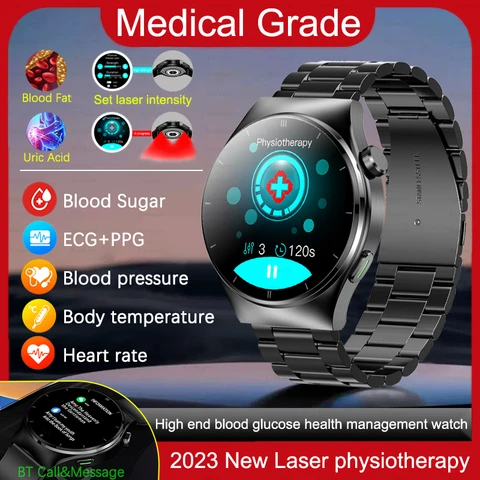 Medical Grade
Blood Fat
Set laser intensity
Uric Acid
Physiotherapy
3
120s
Blood Sugar
ECG+PPG
Blood pressure
Body temperature
Heart rate
High end blood glucose health management watch
BT Call&Message
2023 New Laser physiotherapy